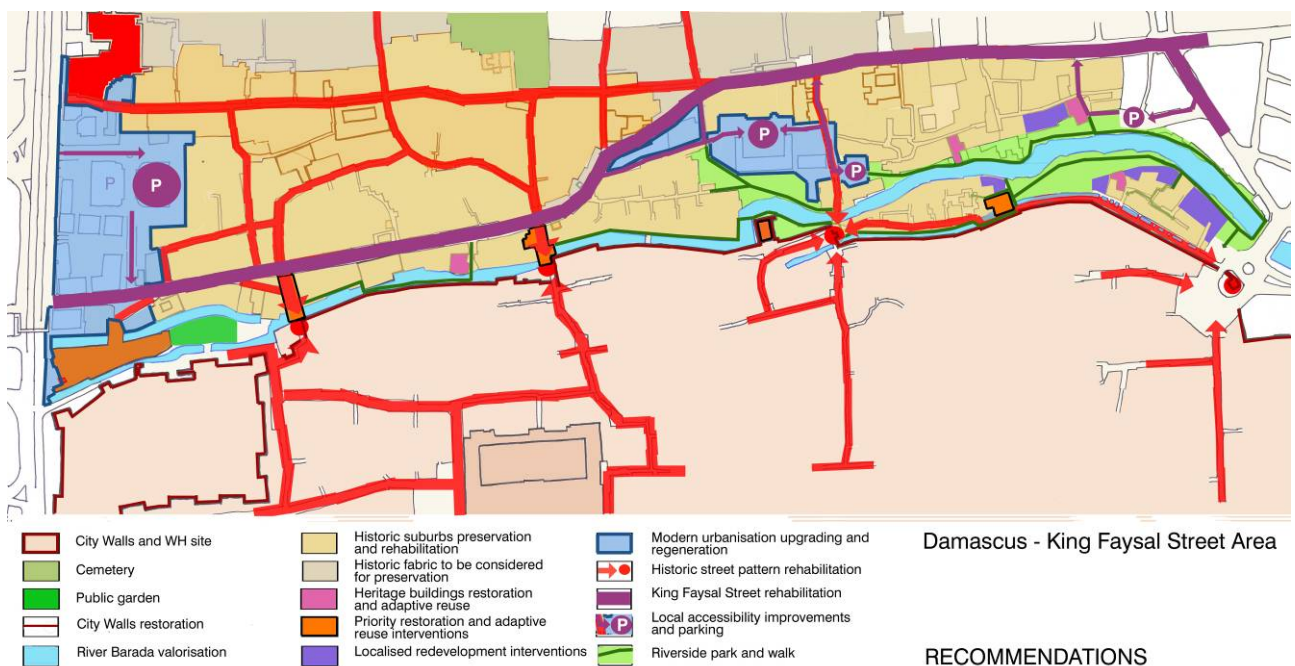 P
P
P
P
P
City Walls and WH site
Cemetery
Public garden
City Walls restoration
River Barada valorisation
Historic suburbs preservation
and rehabilitation
Historic fabric to be considered
for preservation
Heritage buildings restoration
and adaptive reuse
Priority restoration and adaptive
reuse interventions
Localised redevelopment interventions
Modern urbanisation upgrading and
regeneration
Historic street pattern rehabilitation
King Faysal Street rehabilitation
P
Local accessibility improvements
and parking
Riverside park and walk
Damascus - King Faysal Street Area
RECOMMENDATIONS